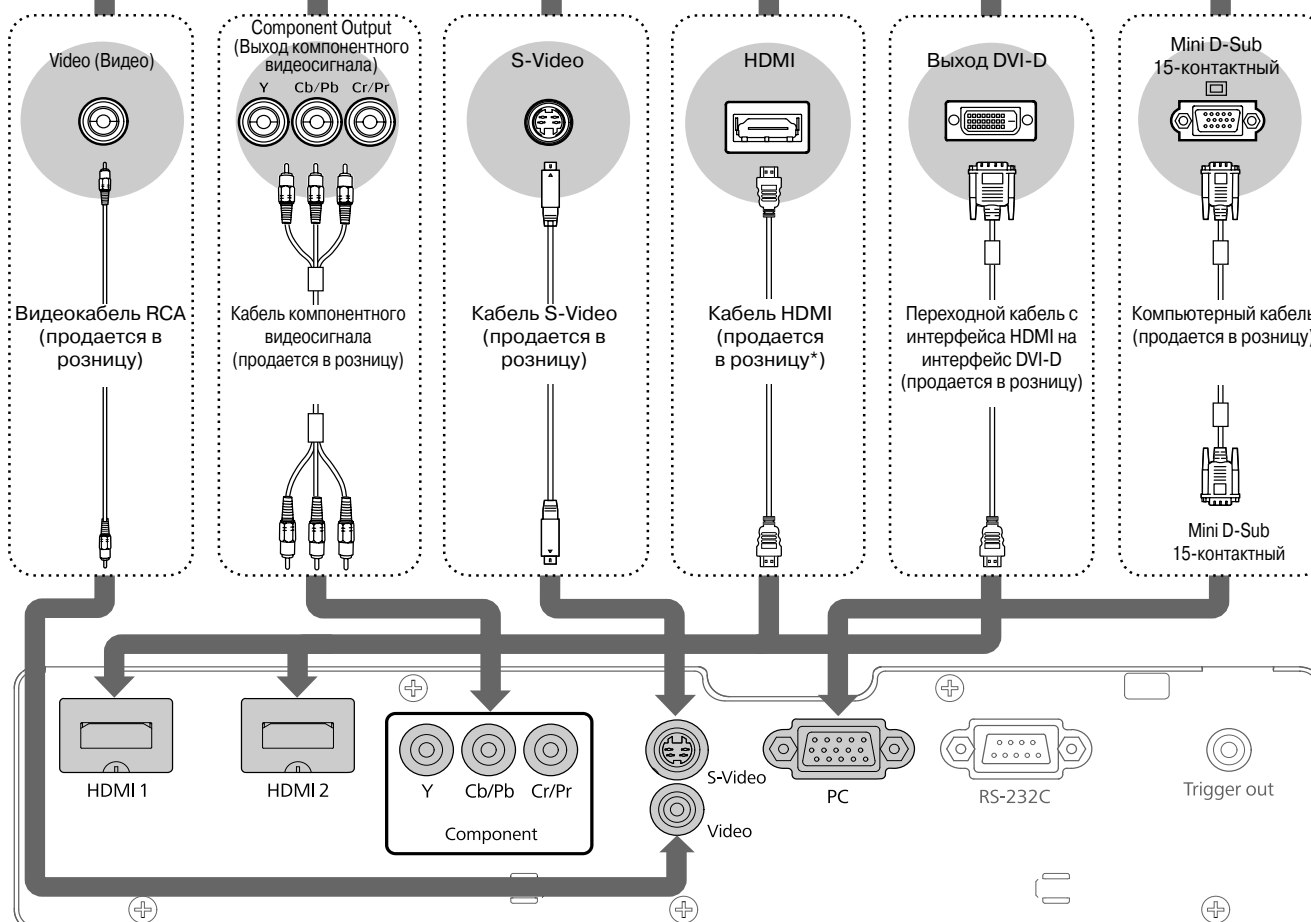 Video (Видео)
Component Output
(Выход компонентного
видеосигнала)
Y Cb/Pb Cr/Pr
S-Video
HDMI
Выход DVI-D
Mini D-Sub
15-контактный
Видеокабель RCA
(продается в
розницу)
Кабель компонентного
видеосигнала
(продается в розницу)
Кабель S-Video
(продается в
розницу)
Кабель HDMI
(продается
в розницу*)
Переходной кабель с
интерфейса HDMI на
интерфейс DVI-D
(продается в розницу)
Компьютерный кабель
(продается в розницу)
Mini D-Sub
15-контактный
HDMI 1
HDMI 2
Y Cb/Pb Cr/Pr
Component
S-Video
Video
PC
RS-232C
Trigger out